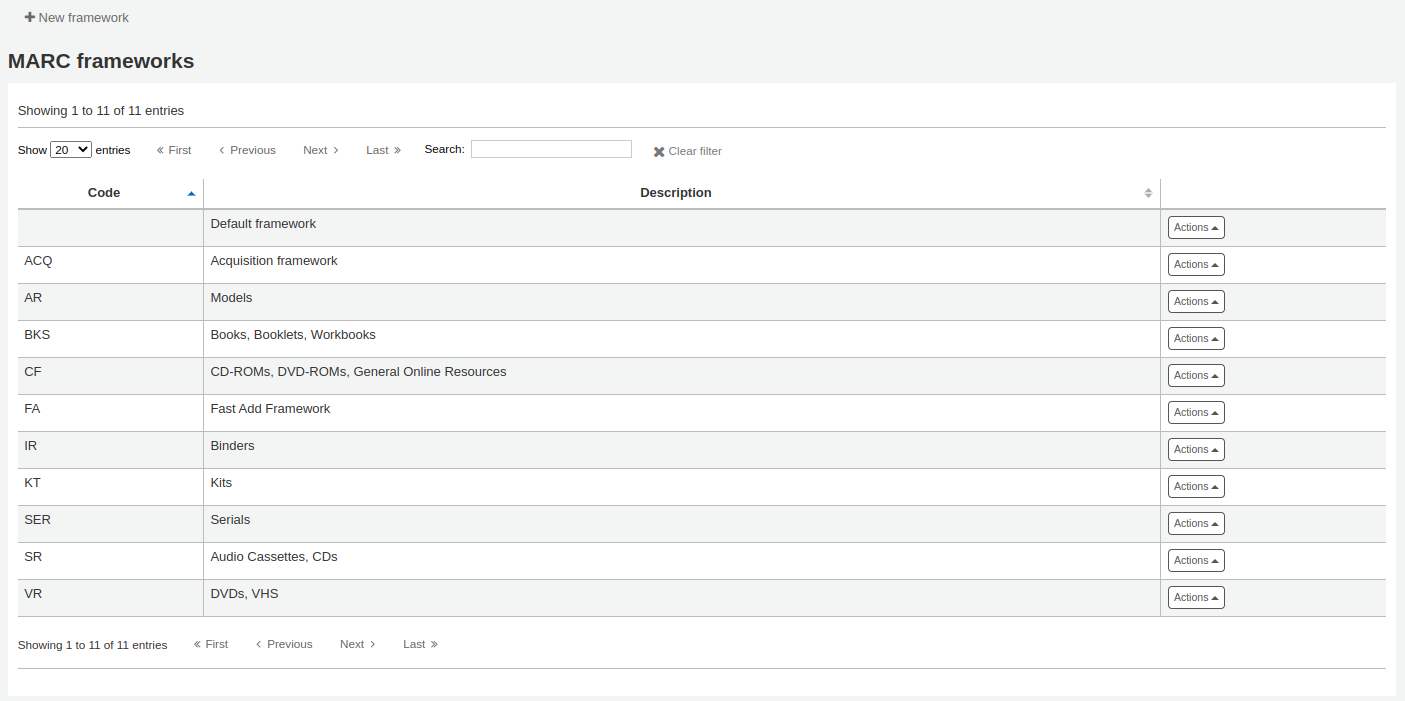 New framework
MARC frameworks
Showing 1 to 11 of 11 entries
Show 20 entries « First ‹ Previous Next › Last » Search: Clear filter
Code Description
Default framework Actions
ACQ Acquisition framework Actions
AR Models Actions
BKS Books, Booklets, Workbooks Actions
CF CD-ROMs, DVD-ROMs, General Online Resources Actions
FA Fast Add Framework Actions
IR Binders Actions
KT Kits Actions
SER Serials Actions
SR Audio Cassettes, CDs Actions
VR DVDs, VHS Actions
Showing 1 to 11 of 11 entries « First ‹ Previous Next › Last »